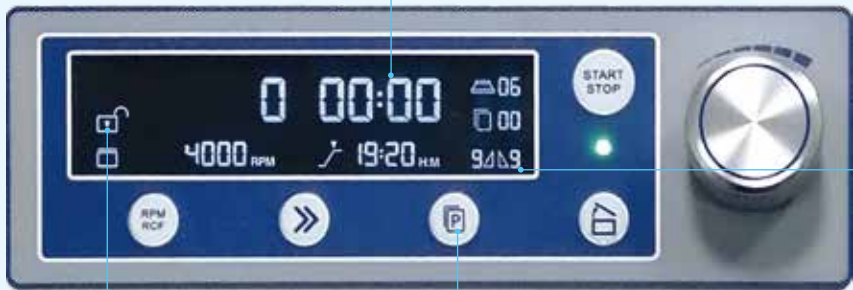 0 00:00 06
00
4000 RPM 19:20 H:M 9 9
START
STOP
RPM
RCF
P